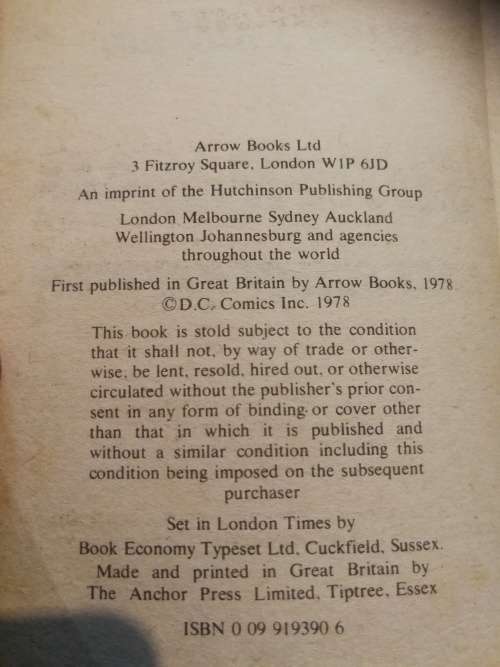 Arrow Books Ltd
3 Fitzroy Square, London W1P 6JD
An imprint of the Hutchinson Publishing Group
London Melbourne Sydney Auckland
Wellington Johannesburg and agencies
throughout the world
First published in Great Britain by Arrow Books, 1978
©D.C. Comics Inc. 1978
This book is stold subject to the condition
that it shall not, by way of trade or other-
wise, be lent, resold, hired out, or otherwise
circulated without the publisher's prior con-
sent in any form of binding or cover other
than that in which it is published and
without a similar condition including this
condition being imposed on the subsequent
purchaser
Set in London Times by
Book Economy Typeset Ltd, Cuckfield, Sussex.
Made and printed in Great Britain by
The Anchor Press Limited, Tiptree, Essex
ISBN 0 09 919390 6